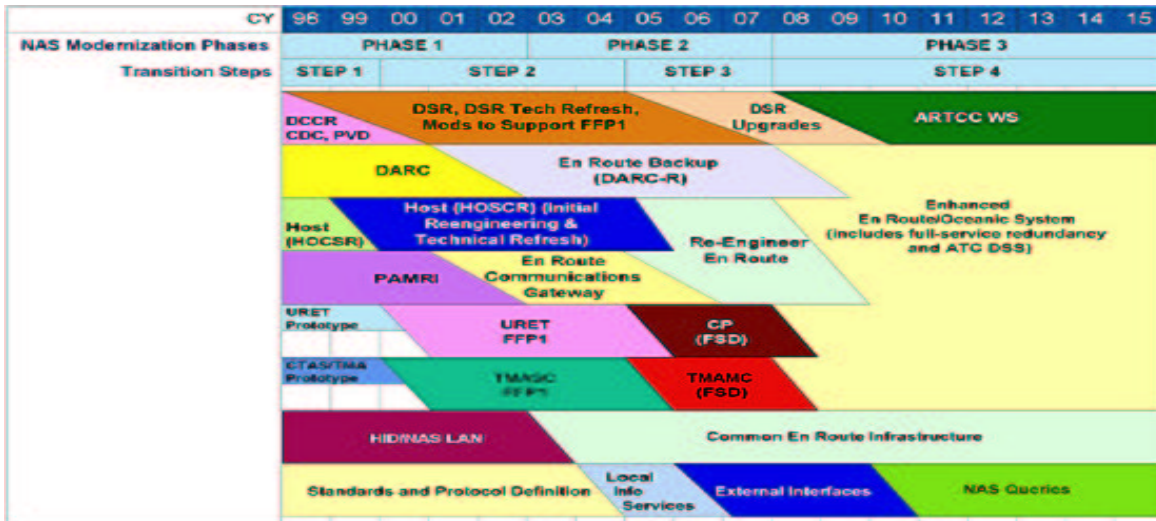 CY 98 99 00 01 02 03 04 05 06 07 08 09 10 11 12 13 14 15
NAS Modernization Phases PHASE 1 PHASE 2 PHASE 3
Transition Steps STEP 1 STEP 2 STEP 3 STEP 4
DCCR
CDC, PVD
DSR, DSR Tech Refresh,
Mods to Support FFP1
DSR
Upgrades
ARTCC WS
DARC
En Route Backup
(DARC-R)
Host
(HOCSR)
Host (HOSCR) (Initial
Reengineering &
Technical Refresh)
Re-Engineer
En Route
Enhanced
En Route/Oceanic System
(includes full-service redundancy
and ATC DSS)
PAMRI
En Route
Communications
Gateway
URET
Prototype
URET
FFP1
CP
(FSD)
CTAS/TMA
Prototype
TMASC
FFP1
TMAMC
(FSD)
HID/NAS LAN
Common En Route Infrastructure
Standards and Protocol Definition
Local
Info
Services
External Interfaces
NAS Queries